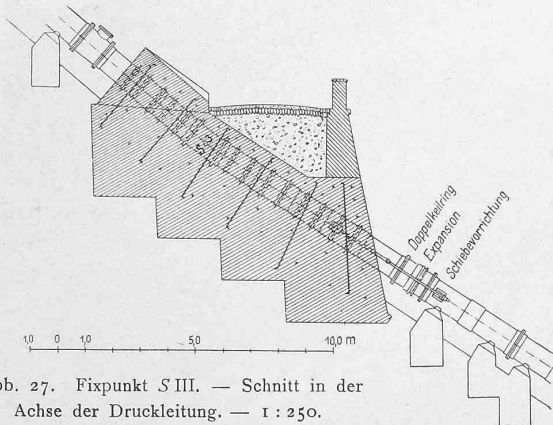 S 3
Doppelkeilring
Expansion
Schiebevorrichtung
1,0 0 1,0 5,0 10,0 m
bb. 27. Fixpunkt S III. — Schnitt in der
Achse der Druckleitung. — 1 : 250.